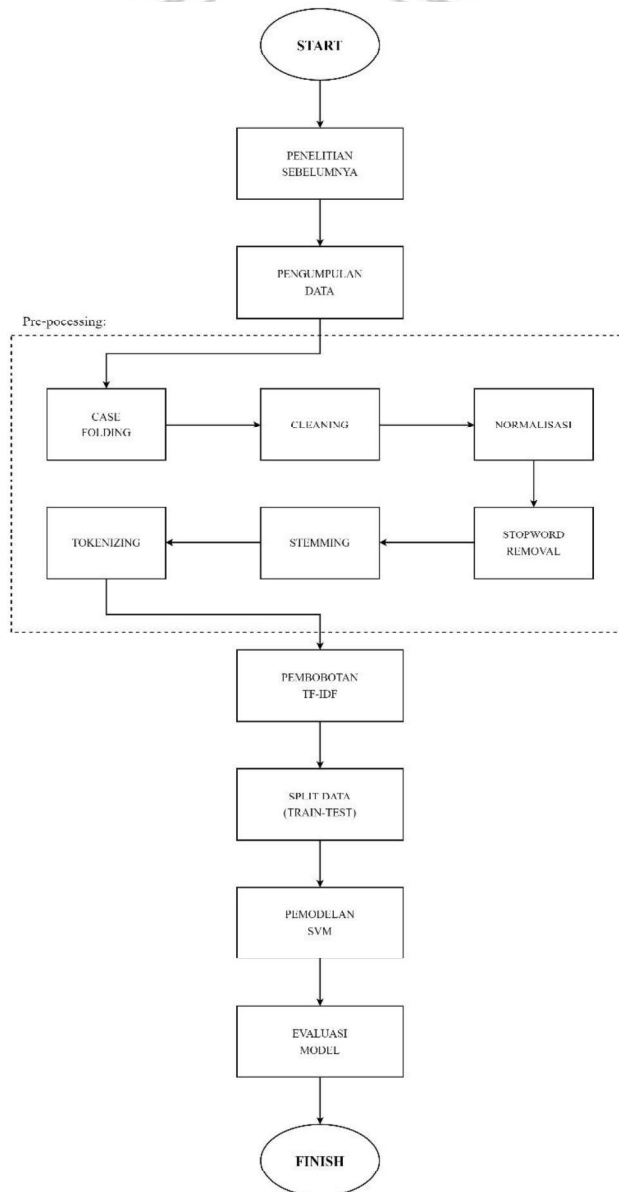 START
PENELITIAN
SEBELUMNYA
PENGUMPULAN
DATA
Pre-pocessing:
CASE
FOLDING
CLEANING
NORMALISASI
STOPWORD
REMOVAL
STEMMING
TOKENIZING
PEMBOBOTAN
TF-IDF
SPLIT DATA
(TRAIN-TEST)
PEMODELAN
SVM
EVALUASI
MODEL
FINISH